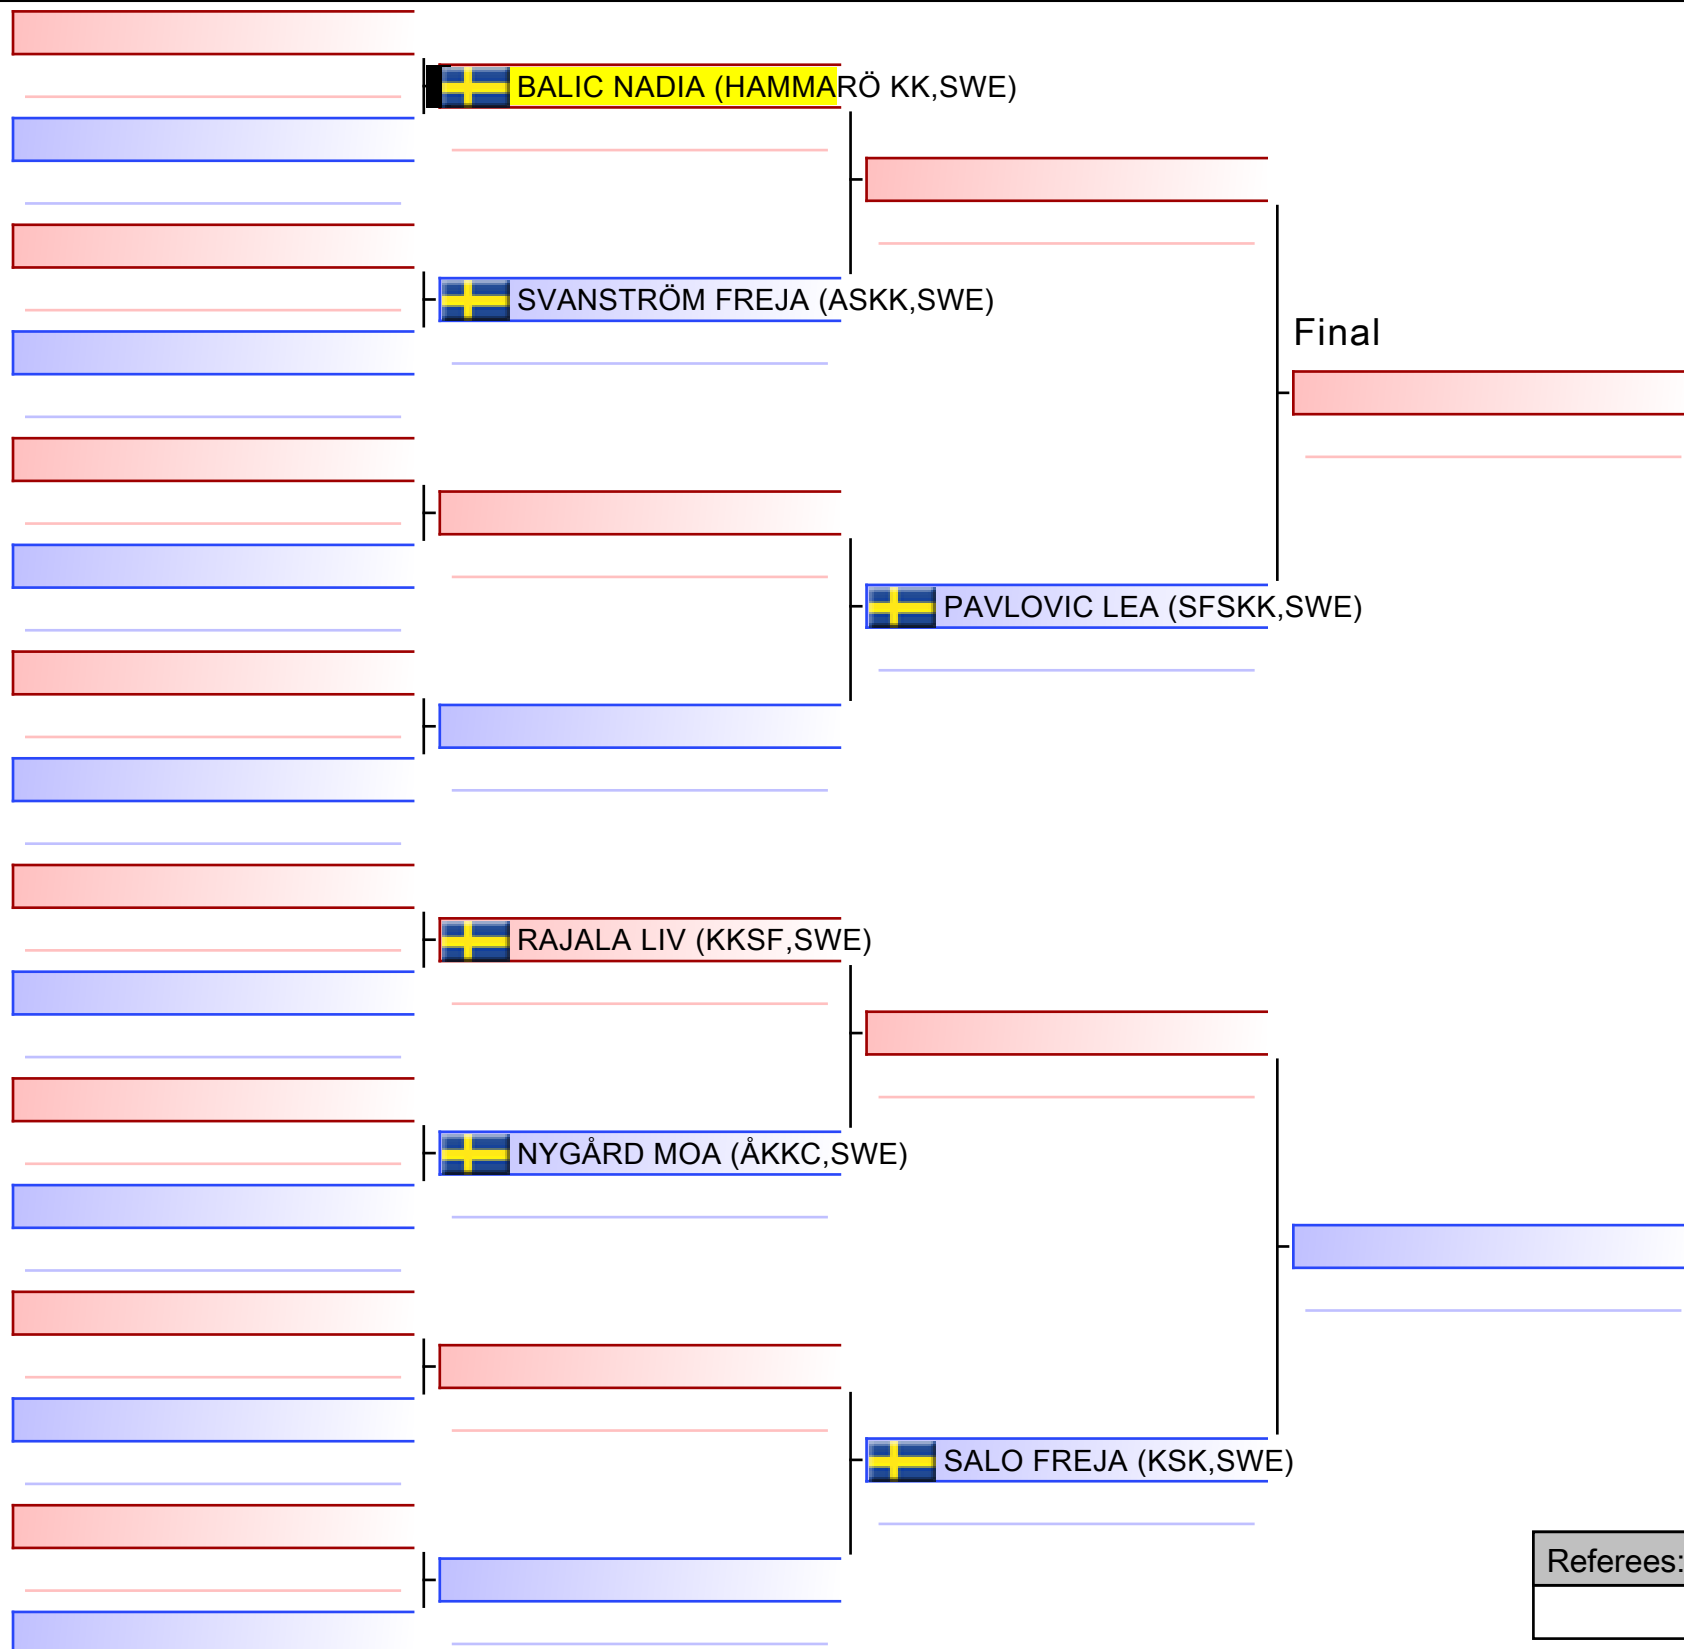 BALIC NADIA (HAMMARÖ KK,SWE)
SVANSTRÖM FREJA (ASKK,SWE)
Final
PAVLOVIC LEA (SFSKK,SWE)
RAJALA LIV (KKSF,SWE)
NYGÅRD MOA (ÅKKC,SWE)
SALO FREJA (KSK,SWE)
Referees: